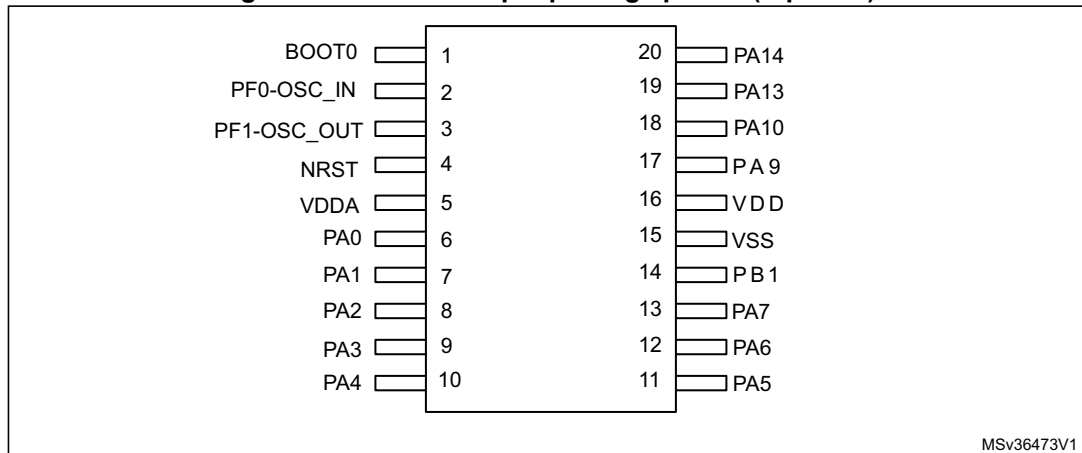 BOOT0 1 20 PA14
PF0-OSC_IN 2 19 PA13
PF1-OSC_OUT 3 18 PA10
NRST 4 17 PA9
VDDA 5 16 VDD
PA0 6 15 VSS
PA1 7 14 PB1
PA2 8 13 PA7
PA3 9 12 PA6
PA4 10 11 PA5
MSv36473V1